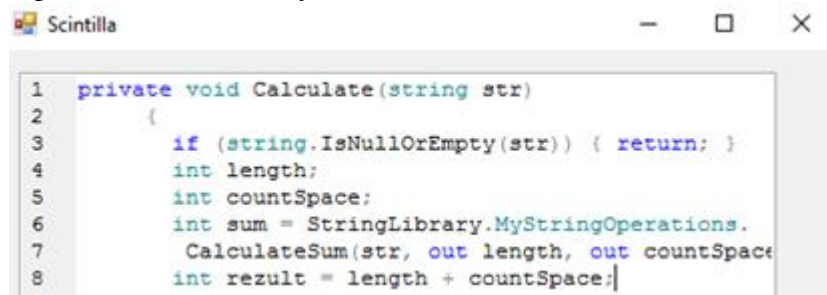 Scintilla
1 private void Calculate(string str)
2 {
3 if (string.IsNullOrEmpty(str)) { return; }
4 int length;
5 int countSpace;
6 int sum = StringLibrary.MyStringOperations.
7 CalculateSum(str, out length, out countSpace
8 int rezult = length + countSpace;